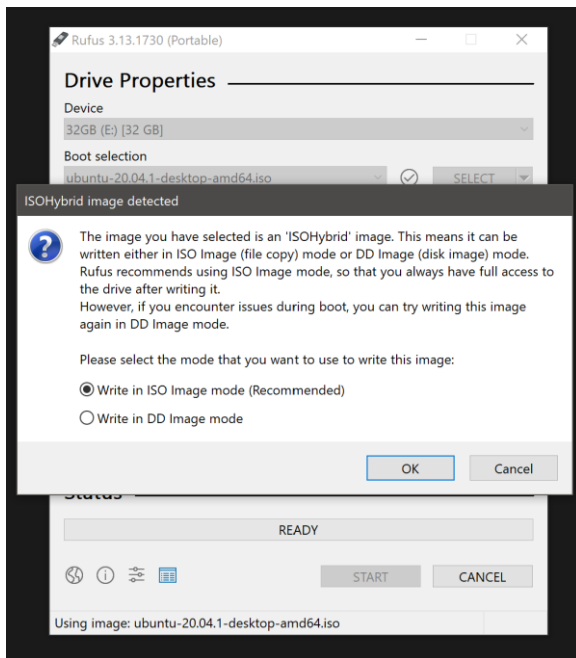 Rufus 3.13.1730 (Portable)
Drive Properties
Device
32GB (E:) [32 GB]
Boot selection
ubuntu-20.04.1-desktop-amd64.iso
SELECT
ISOHybrid image detected
The image you have selected is an 'ISOHybrid' image. This means it can be
written either in ISO Image (file copy) mode or DD Image (disk image) mode.
Rufus recommends using ISO Image mode, so that you always have full access to
the drive after writing it.
However, if you encounter issues during boot, you can try writing this image
again in DD Image mode.
Please select the mode that you want to use to write this image:
Write in ISO Image mode (Recommended)
Write in DD Image mode
OK
Cancel
Status
READY
START
CANCEL
Using image: ubuntu-20.04.1-desktop-amd64.iso